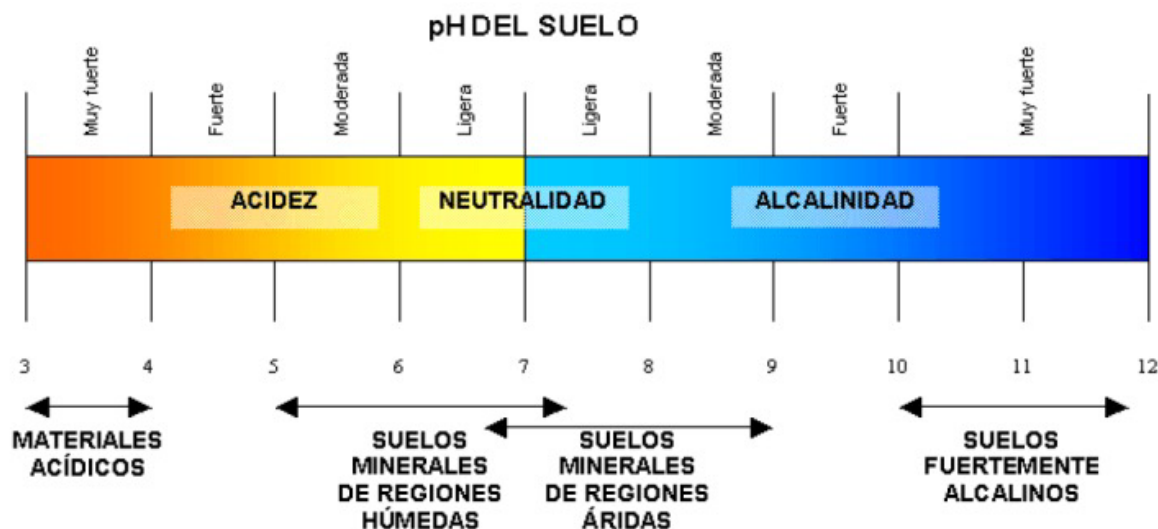 pH DEL SUELO
Muy fuerte
Fuerte
Moderada
Ligera
Ligera
Moderada
Fuerte
Muy fuerte
ACIDEZ
NEUTRALIDAD
ALCALINIDAD
3 4 5 6 7 8 9 10 11 12
MATERIALES
ACÍDICOS
SUELOS
MINERALES
DE REGIONES
HÚMEDAS
SUELOS
MINERALES
DE REGIONES
ÁRIDAS
SUELOS
FUERTEMENTE
ALCALINOS